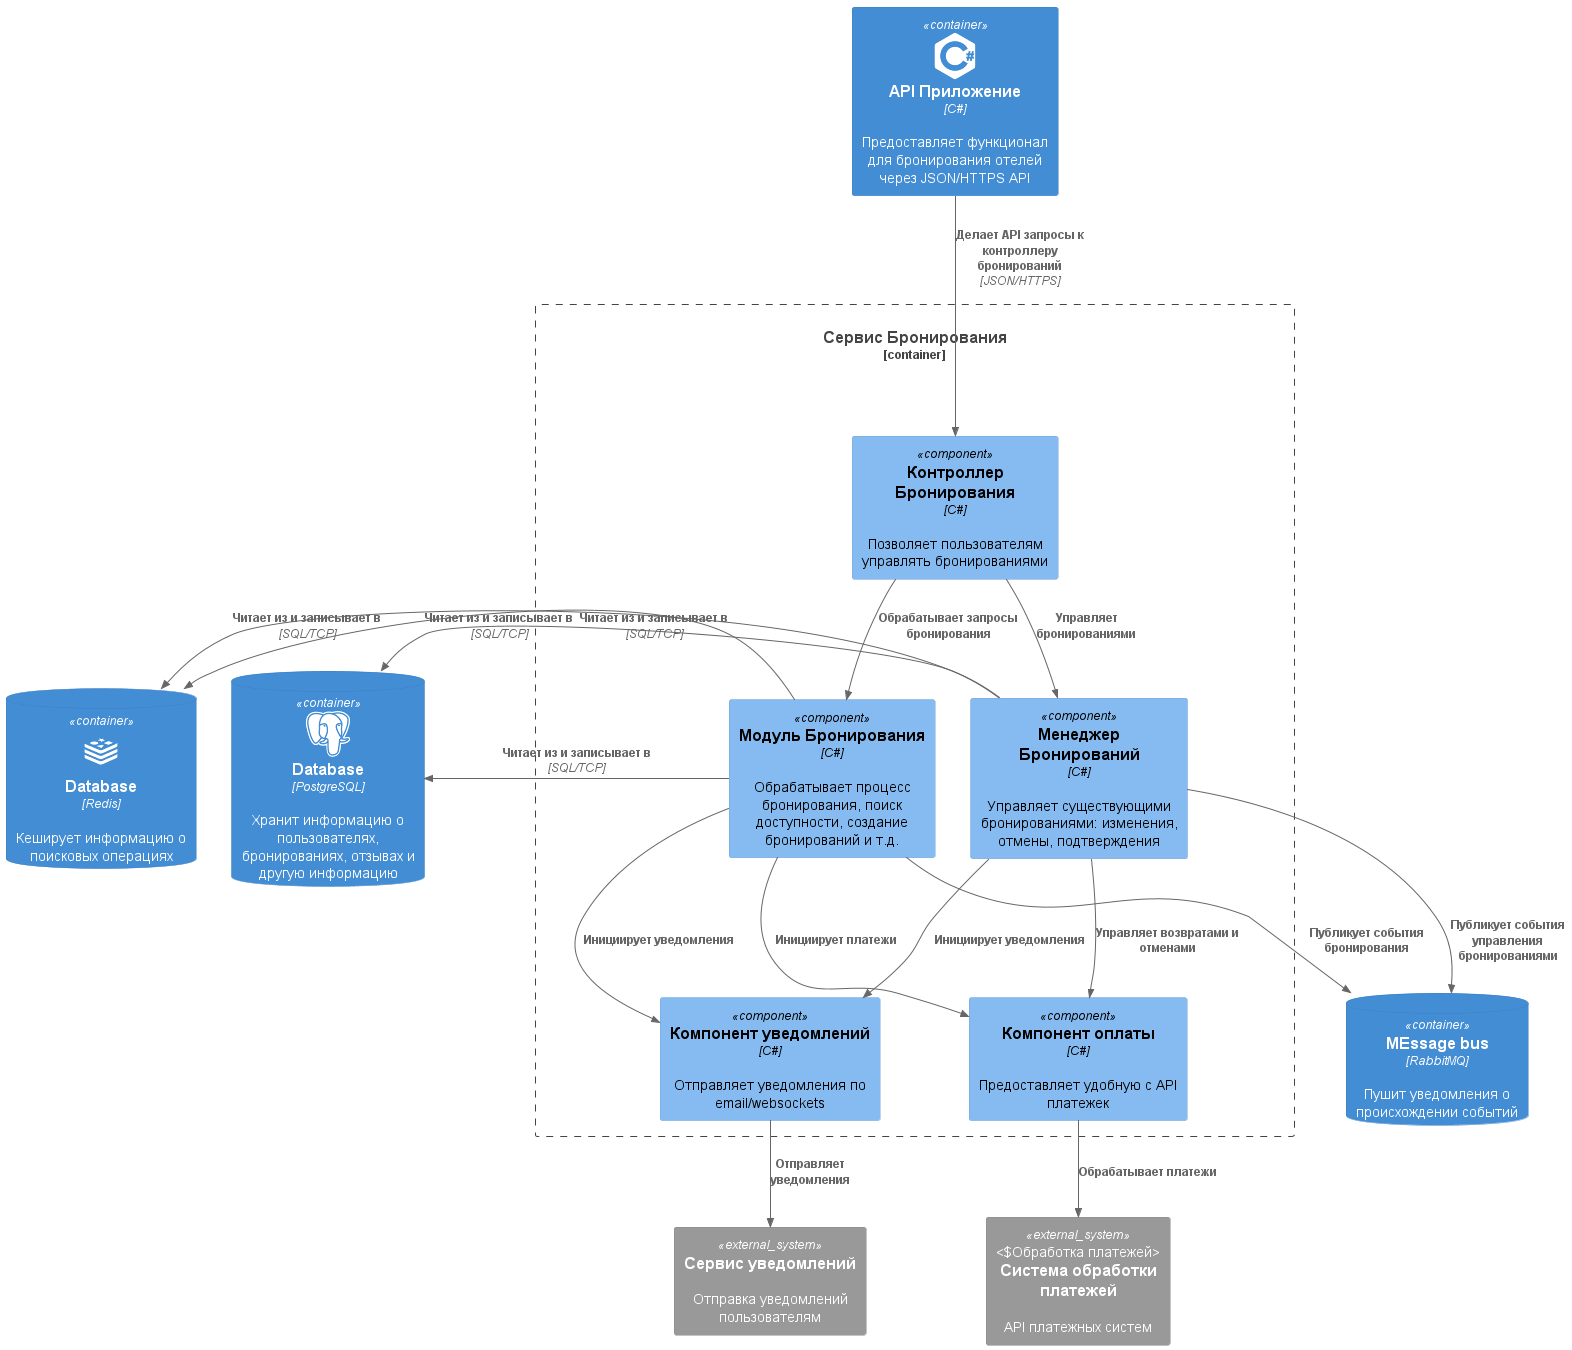 «container»
API Приложение
[C#]
Предоставляет функционал
для бронирования отелей
через JSON/HTTPS API
Делает API запросы к
контроллеру
бронирований
[JSON/HTTPS]
Сервис Бронирования
[container]
«component»
Контроллер
Бронирования
[C#]
Позволяет пользователям
управлять бронированиями
Читает из и записывает в
[SQL/TCP]
Читает из и записывает в
[SQL/TCP]
Читает из и записывает в
[SQL/TCP]
Обрабатывает запросы
бронирования
Управляет
бронированиями
«container»
Database
[Redis]
Кеширует информацию о
поисковых операциях
«container»
Database
[PostgreSQL]
Хранит информацию о
пользователях,
бронированиях, отзывах и
другую информацию
Читает из и записывает в
[SQL/TCP]
«component»
Модуль Бронирования
[C#]
Обрабатывает процесс
бронирования, поиск
доступности, создание
бронирований и т.д.
«component»
Менеджер
Бронирований
[C#]
Управляет существующими
бронированиями: изменения,
отмены, подтверждения
Инициирует уведомления
Инициирует платежи
Инициирует уведомления
Управляет возвратами и
отменами
Публикует события
бронирования
Публикует события
управления
бронированиями
«component»
Компонент уведомлений
[C#]
Отправляет уведомления по
email/websockets
«component»
Компонент оплаты
[C#]
Предоставляет удобную с API
платежек
«container»
MEssage bus
[RabbitMQ]
Пушит уведомления о
происхождении событий
Отправляет
уведомления
Обрабатывает платежи
«external_system»
Сервис уведомлений
Отправка уведомлений
пользователям
«external_system»
<$Обработка платежей>
Система обработки
платежей
API платежных систем